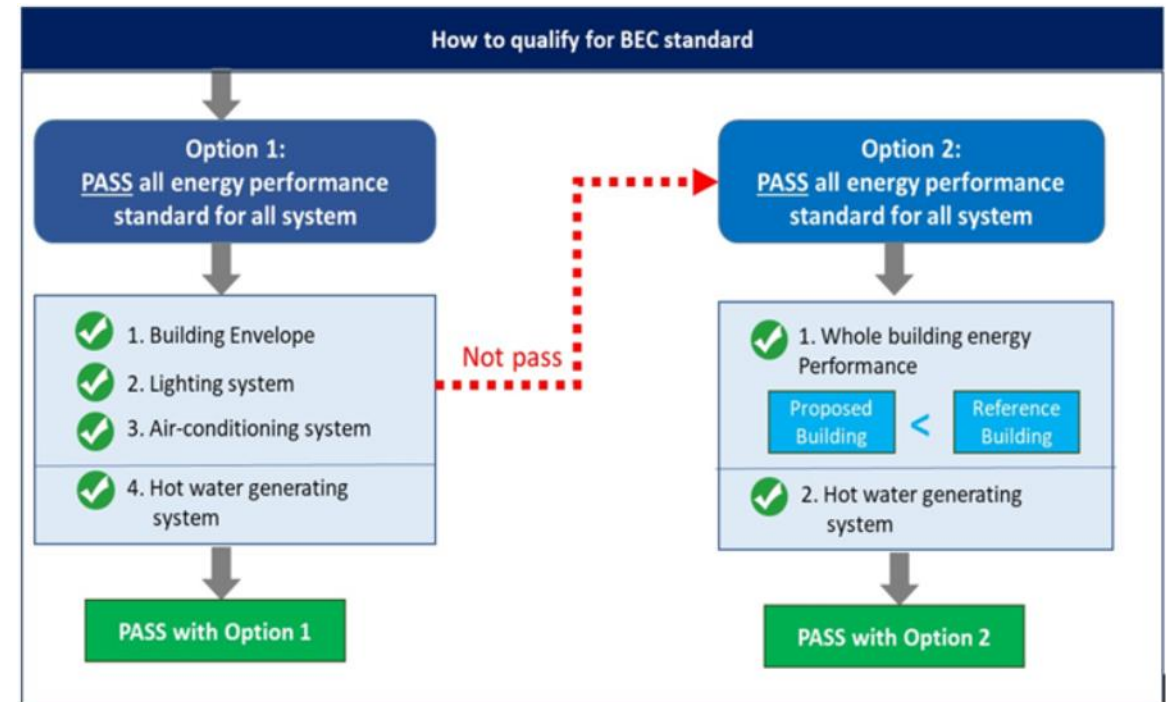 How to qualify for BEC standard
Option 1:
PASS all energy performance
standard for all system
1. Building Envelope
2. Lighting system
3. Air-conditioning system
4. Hot water generating
system
PASS with Option 1
Not pass
Option 2:
PASS all energy performance
standard for all system
1. Whole building energy
Performance
Proposed
Building
<
Reference
Building
2. Hot water generating
system
PASS with Option 2